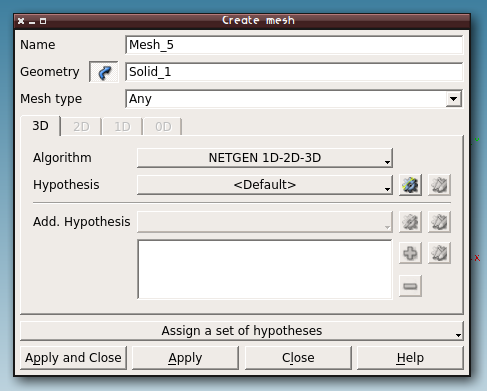 Create mesh
Name Mesh_5
Geometry Solid_1
Mesh type Any
3D 2D 1D 0D
Algorithm NETGEN 1D-2D-3D
Hypothesis <Default>
Add. Hypothesis
Assign a set of hypotheses
Apply and Close Apply Close Help
x